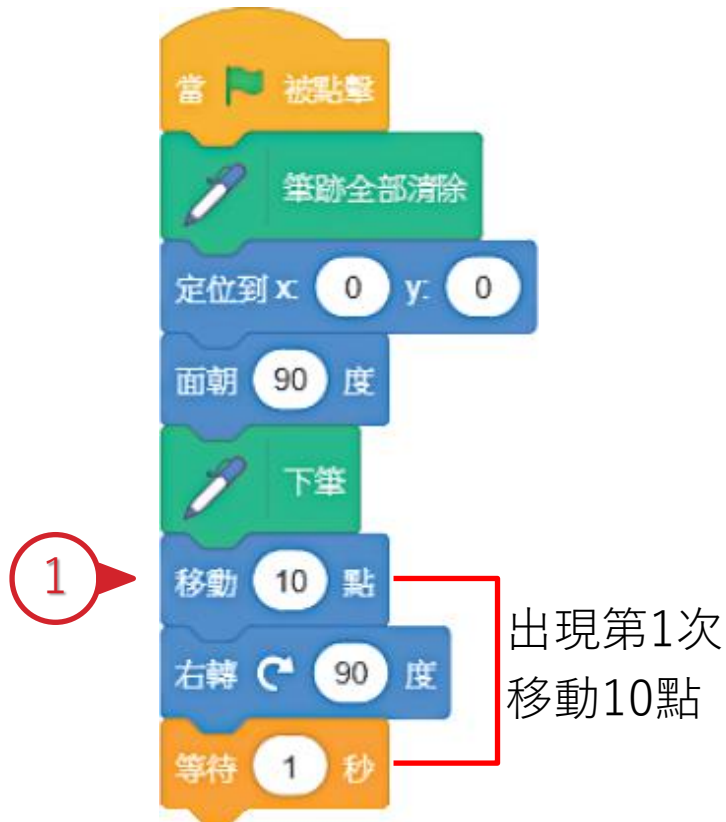 當 被點擊
筆跡全部清除
定位到 x: 0 y: 0
面朝 90 度
下筆
1
移動 10 點
右轉 90 度
等待 1 秒
出現第1次
移動10點